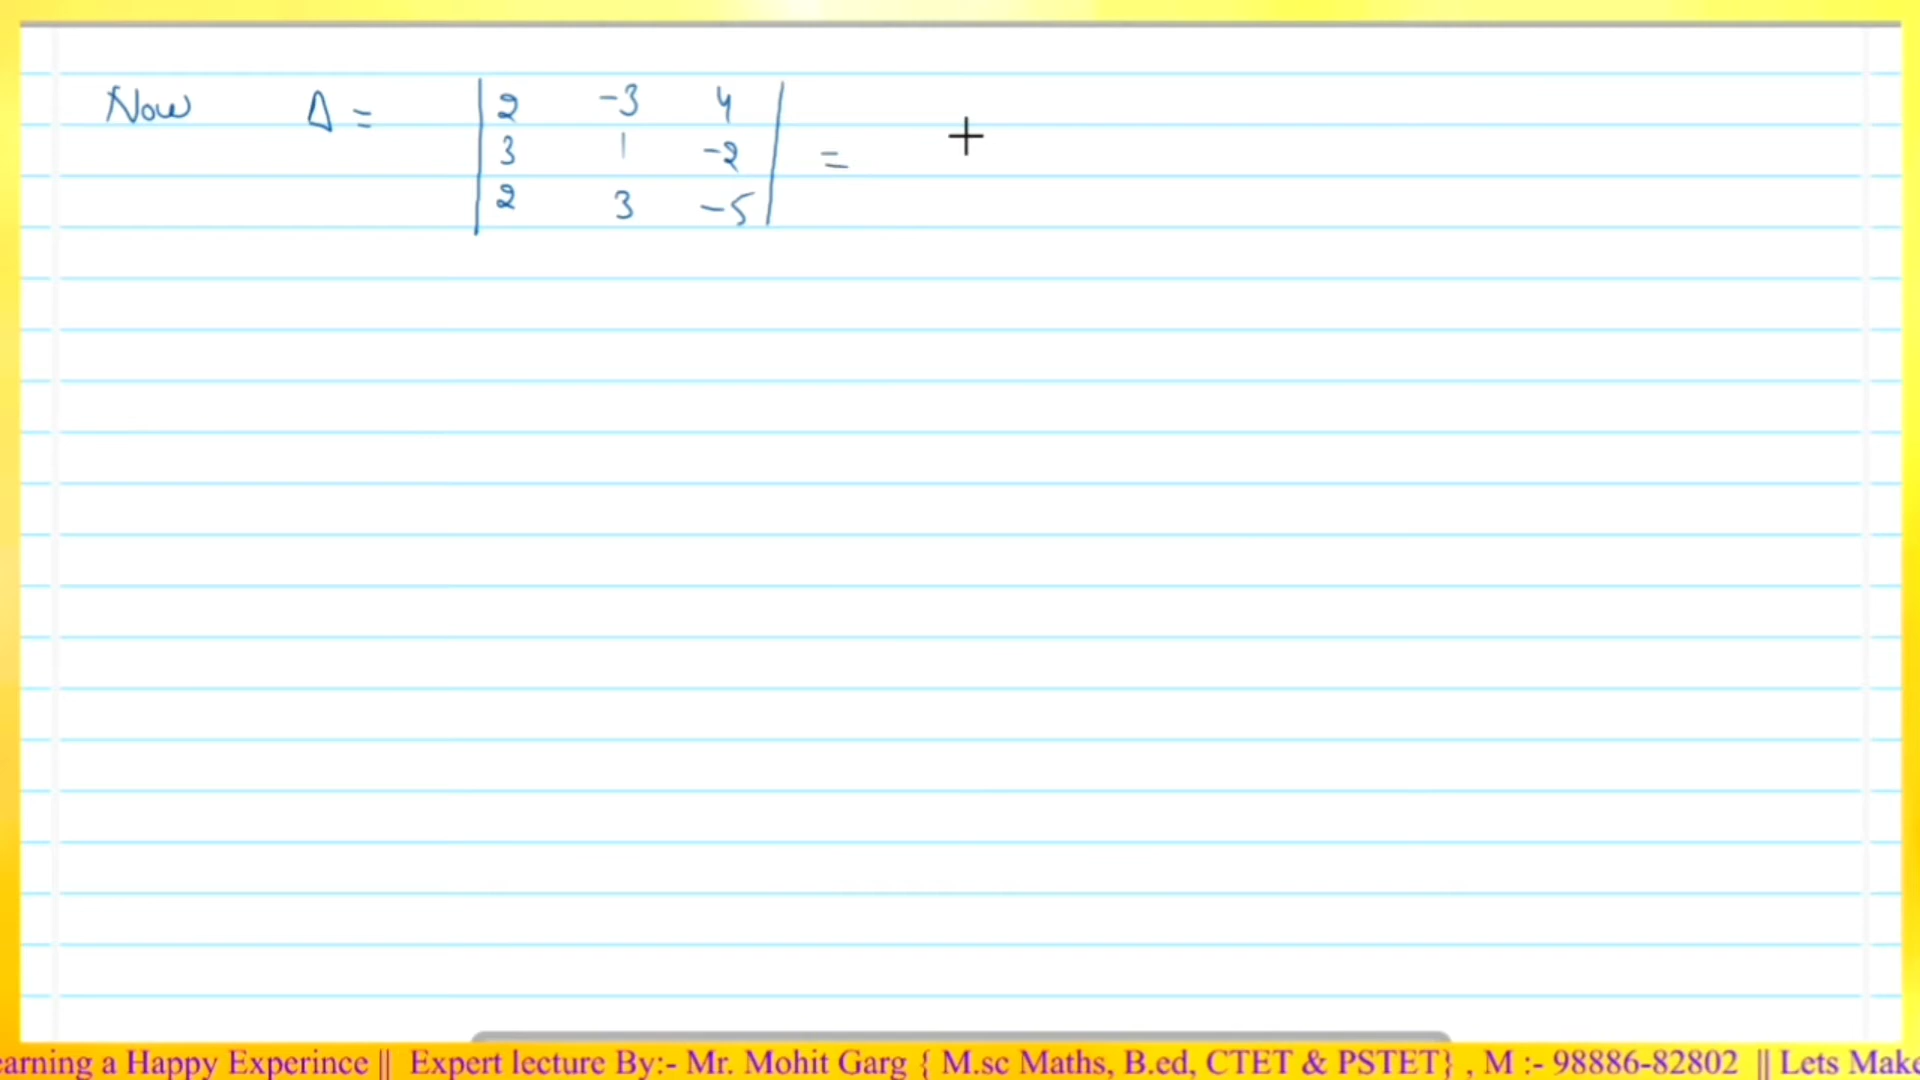 Now Δ = | 2 -3 4 |
| 3 1 -2 | =
| 2 3 -5 |
earning a Happy Experince || Expert lecture By:- Mr. Mohit Garg { M.sc Maths, B.ed, CTET & PSTET} , M :- 98886-82802 || Lets Make